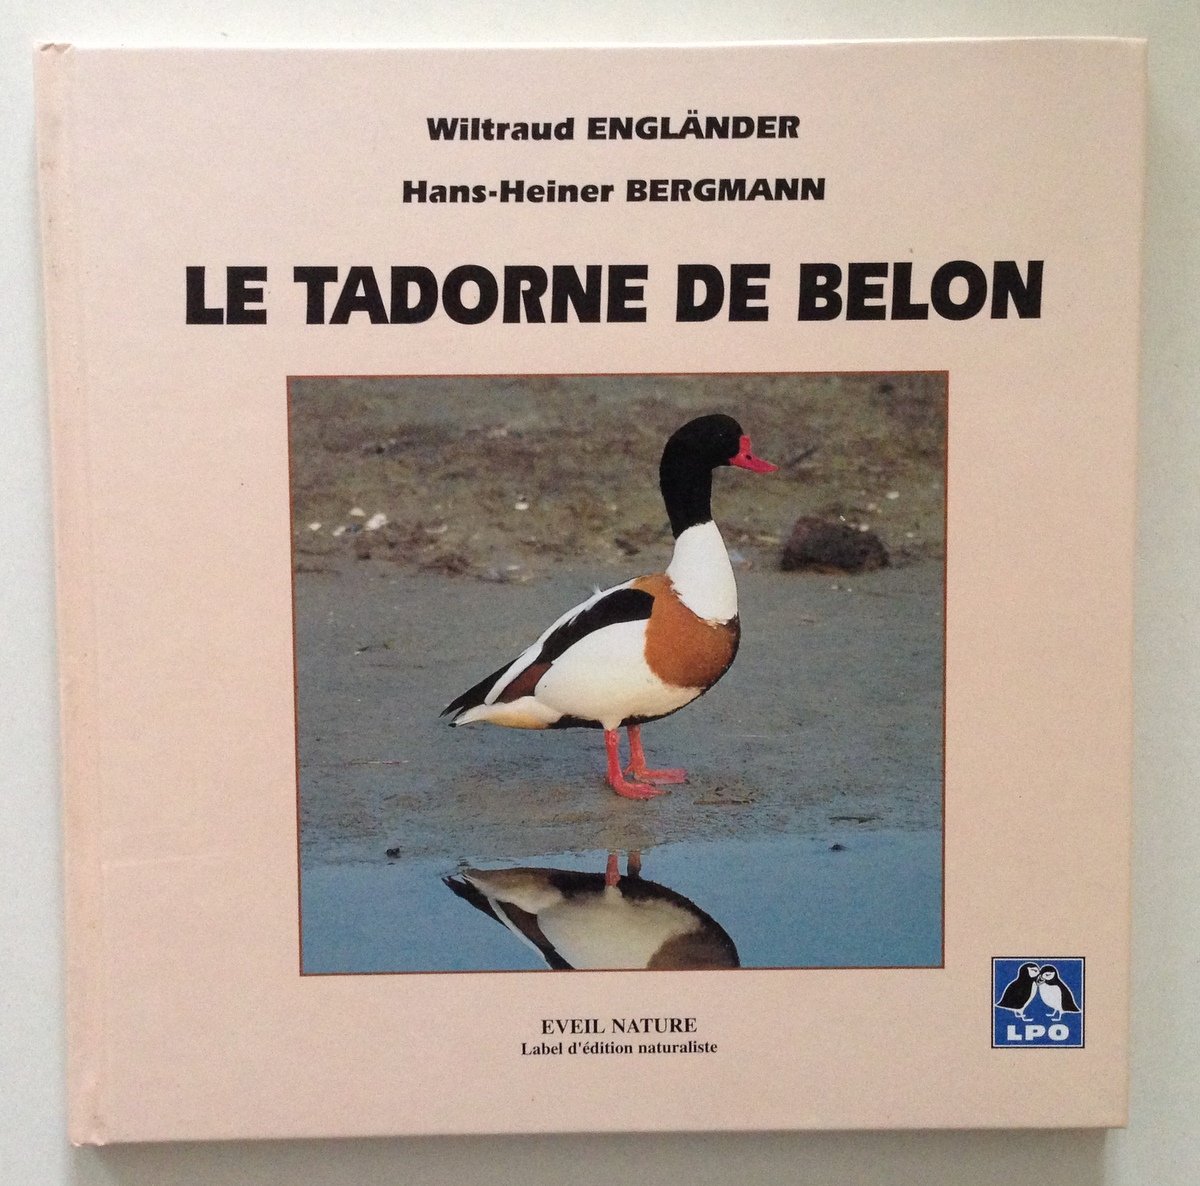 Wiltraud ENGLÄNDER
Hans-Heiner BERGMANN
LE TADORNE DE BELON
EVEIL NATURE
Label d'édition naturaliste
LPO